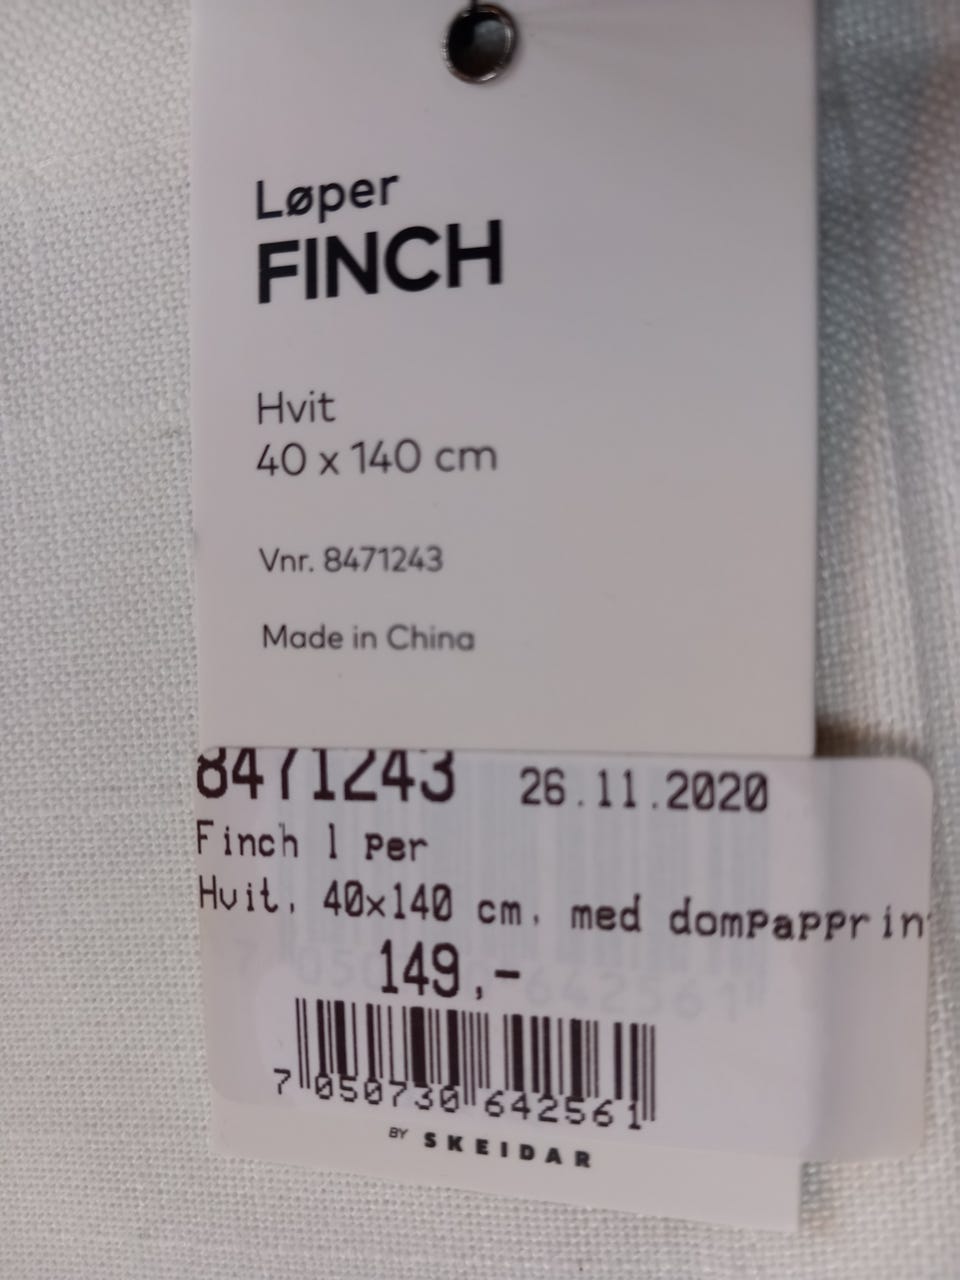 Løper
FINCH
Hvit
40 x 140 cm
Vnr. 8471243
Made in China
8471243 26.11.2020
Finch l per
Hvit, 40x140 cm, med dompapprin
149,-
7 050730 642561
BY SKEIDAR